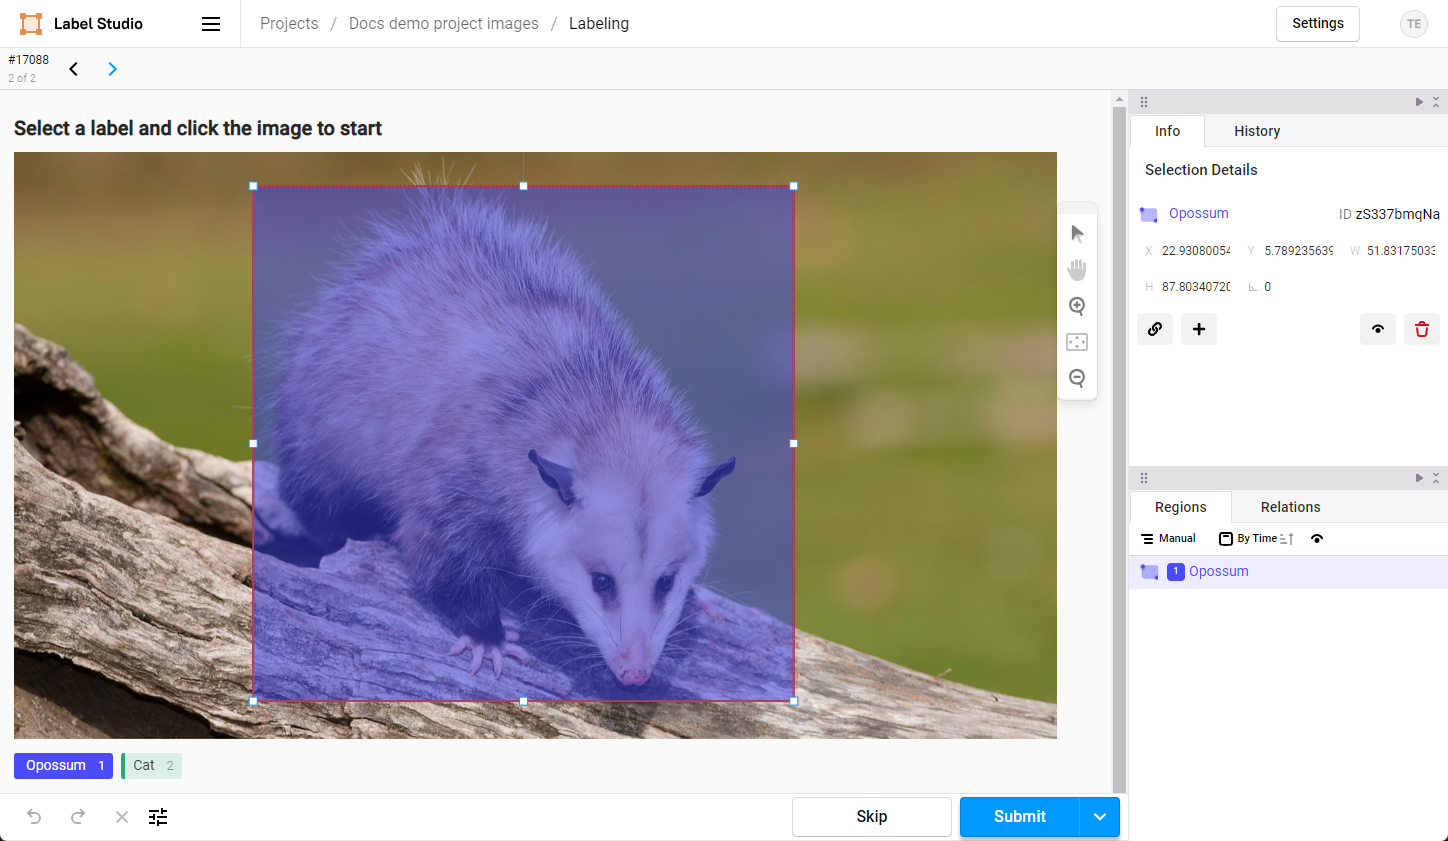 Label Studio
Projects / Docs demo project images / Labeling
Settings
TE
#17088
2 of 2
Select a label and click the image to start
Opossum 1
Cat 2
Skip
Submit
Info
History
Selection Details
Opossum
ID zS337bmqNa
X 22.93080054
Y 5.789235639
W 51.83175033
H 87.80340720
0
Regions
Relations
Manual
By Time
1 Opossum